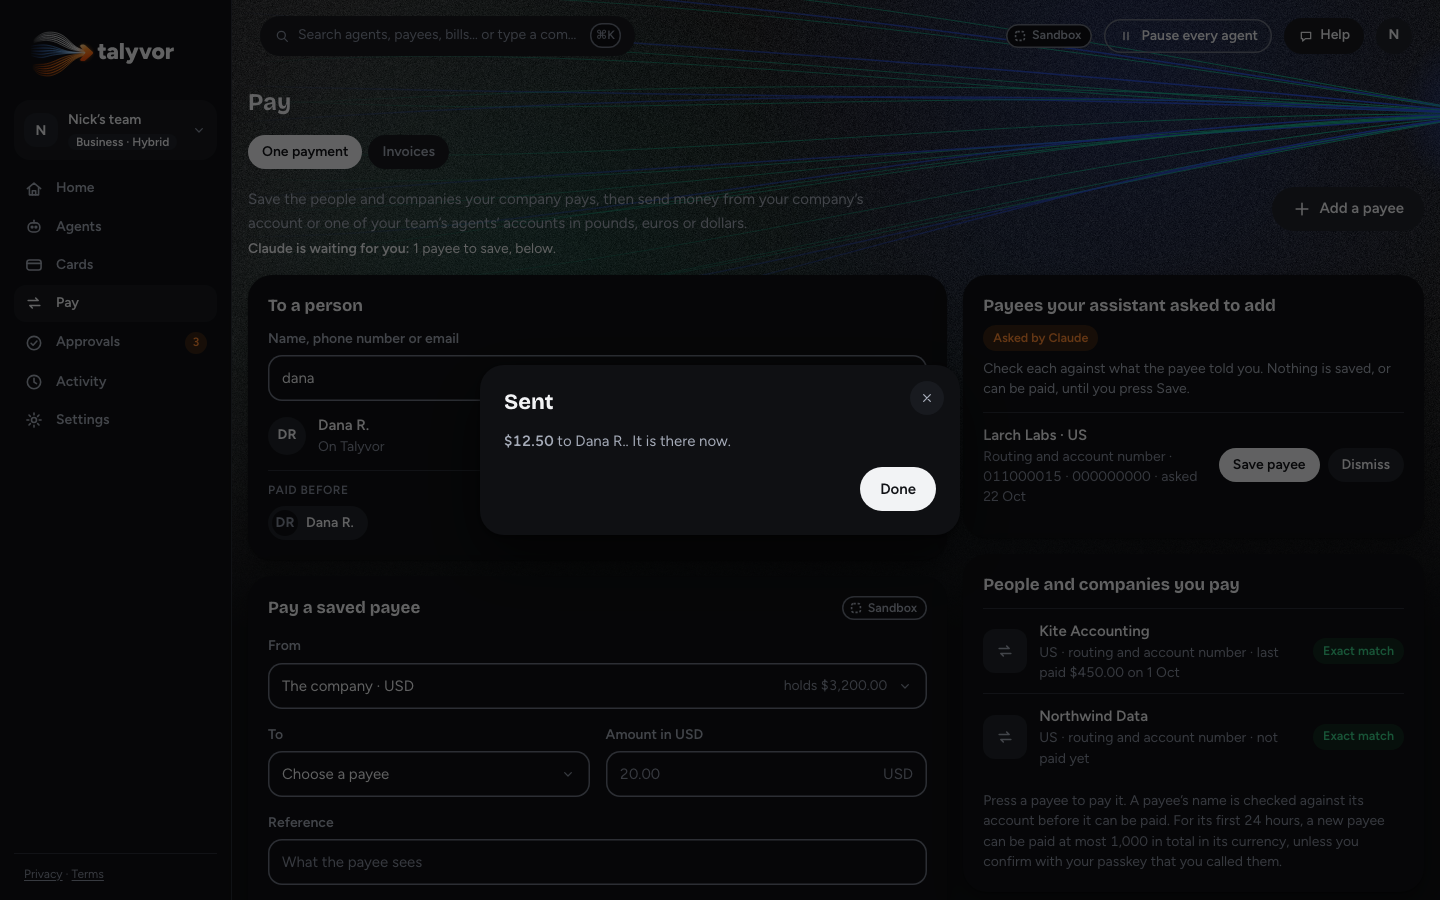 talyvor
Search agents, payees, bills... or type a com...
⌘K
Sandbox
Pause every agent
Help
N
N
Nick's team
Business · Hybrid
Home
Agents
Cards
Pay
Approvals
3
Activity
Settings
Privacy · Terms
Pay
One payment
Invoices
Save the people and companies your company pays, then send money from your company's
account or one of your team's agents' accounts in pounds, euros or dollars.
Claude is waiting for you: 1 payee to save, below.
Add a payee
To a person
Name, phone number or email
dana
DR
Dana R.
On Talyvor
PAID BEFORE
DR
Dana R.
Sent
$12.50 to Dana R.. It is there now.
Done
Pay a saved payee
Sandbox
From
The company · USD
holds $3,200.00
To
Choose a payee
Amount in USD
20.00
USD
Reference
What the payee sees
Payees your assistant asked to add
Asked by Claude
Check each against what the payee told you. Nothing is saved, or
can be paid, until you press Save.
Larch Labs · US
Routing and account number ·
011000015 · 000000000 · asked
22 Oct
Save payee
Dismiss
People and companies you pay
Kite Accounting
US · routing and account number · last
paid $450.00 on 1 Oct
Exact match
Northwind Data
US · routing and account number · not
paid yet
Exact match
Press a payee to pay it. A payee's name is checked against its
account before it can be paid. For its first 24 hours, a new payee
can be paid at most 1,000 in total in its currency, unless you
confirm with your passkey that you called them.